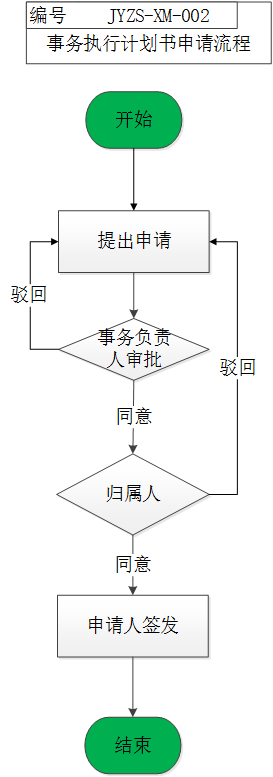 编号 JYZS-XM-002
事务执行计划书申请流程
开始
提出申请
驳回
事务负责
人审批
驳回
同意
归属人
同意
申请人签发
结束